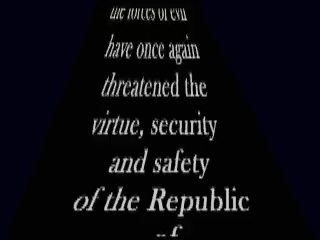 the forces of evil
have once again
threatened the
virtue, security
and safety
of the Republic
of